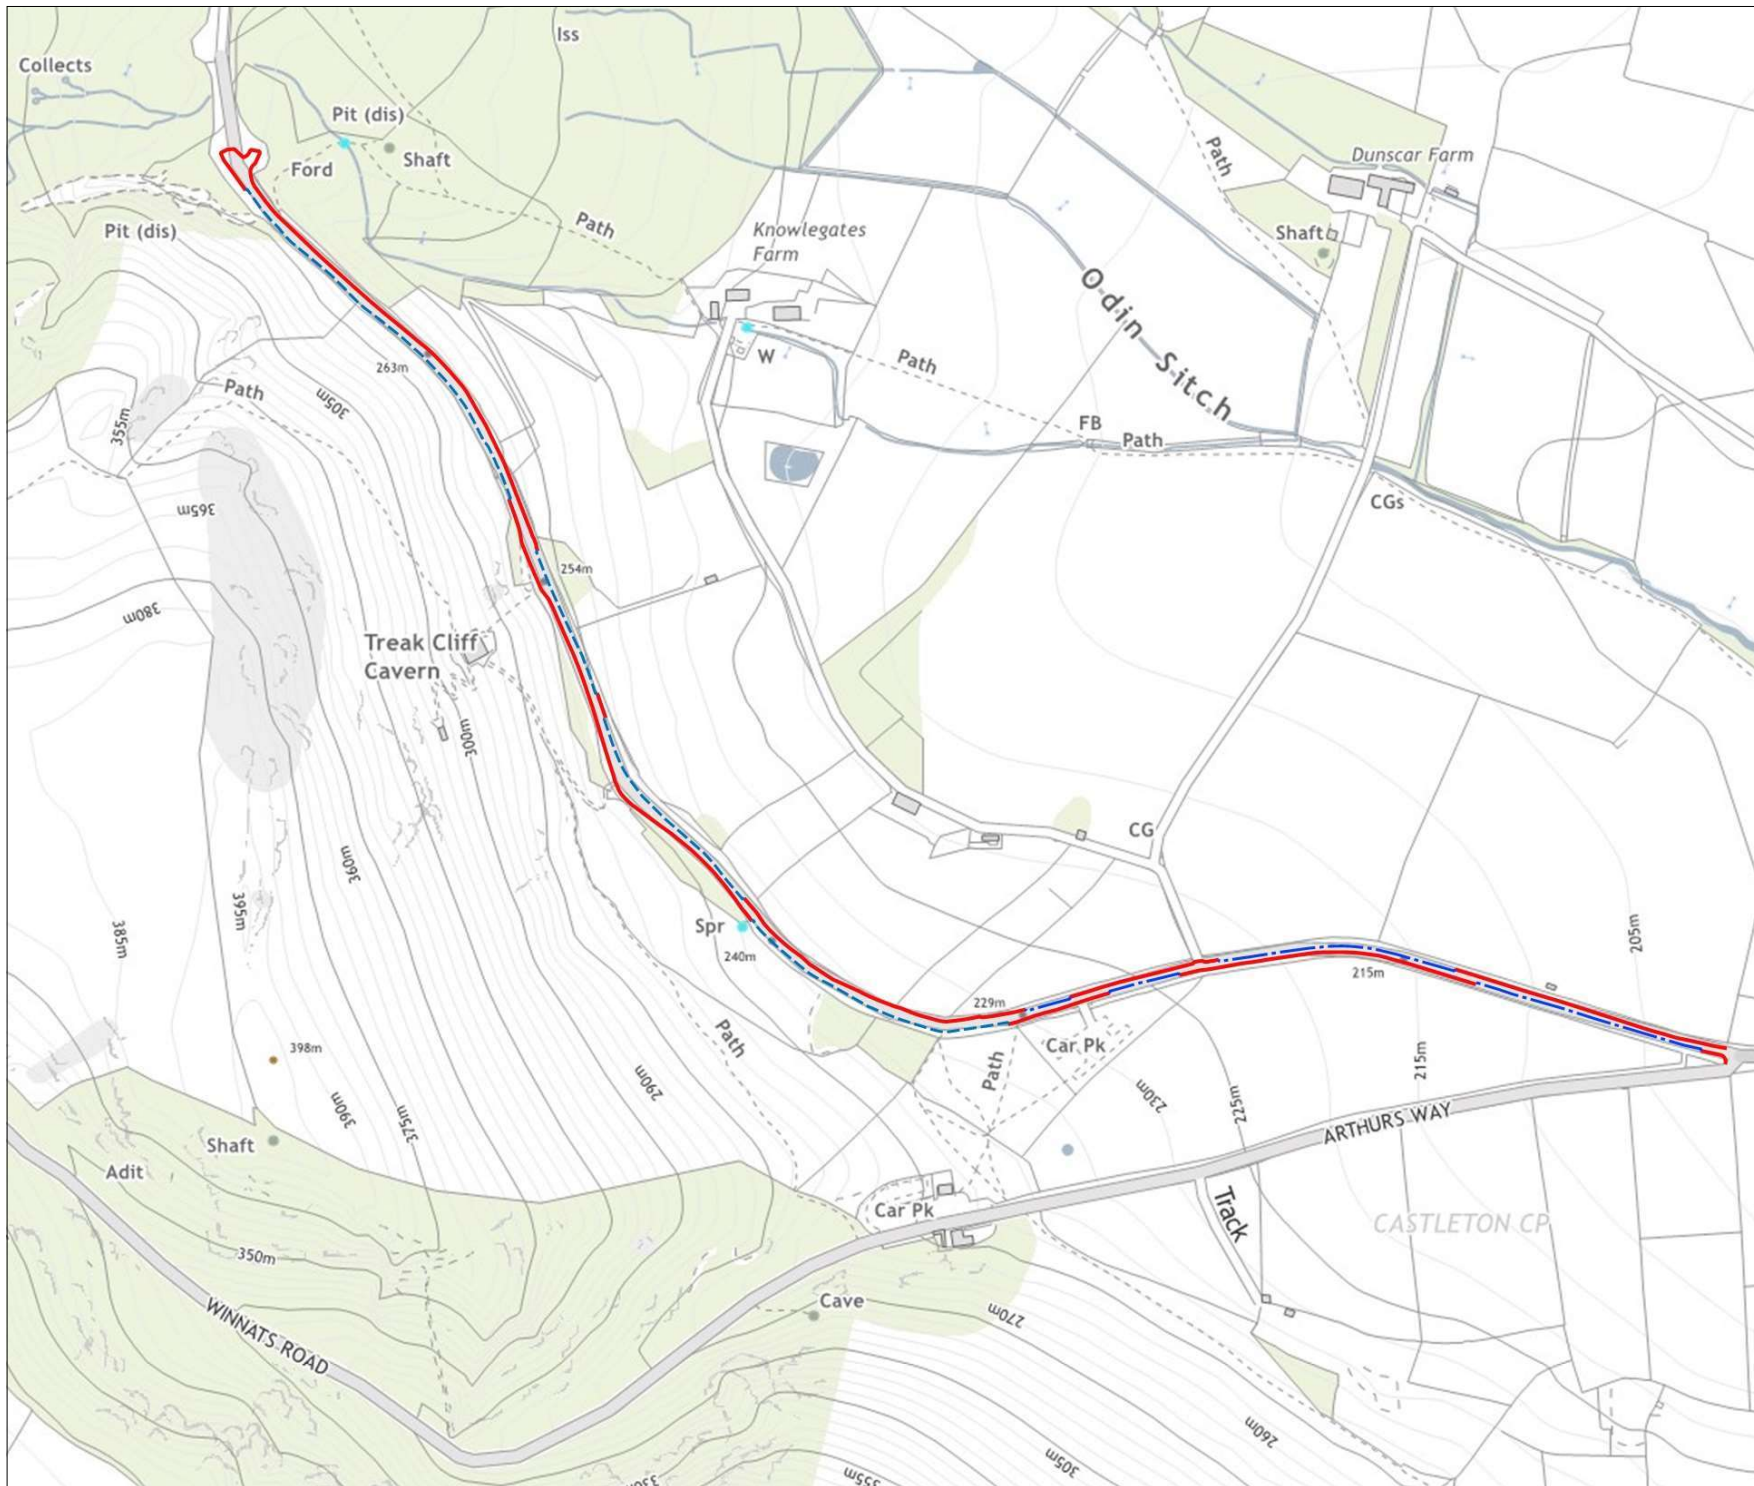 Iss
Collects
Pit (dis)
Shaft
Ford
Path
Dunscar Farm
Path
Pit (dis)
Knowlegates
Farm
Shaft
Odin Sitch
263m
W
Path
Path
305m
355m
FB
Path
365m
CGs
254m
380m
Treak Cliff
Cavern
300m
CG
360m
395m
385m
Spr
240m
205m
215m
229m
Path
Car Pk
398m
Path
290m
230m
225m
215m
390m
375m
ARTHURS WAY
Shaft
Adit
Car Pk
Track
CASTLETON CP
350m
WINNATS ROAD
Cave
270m
260m
305m
355m